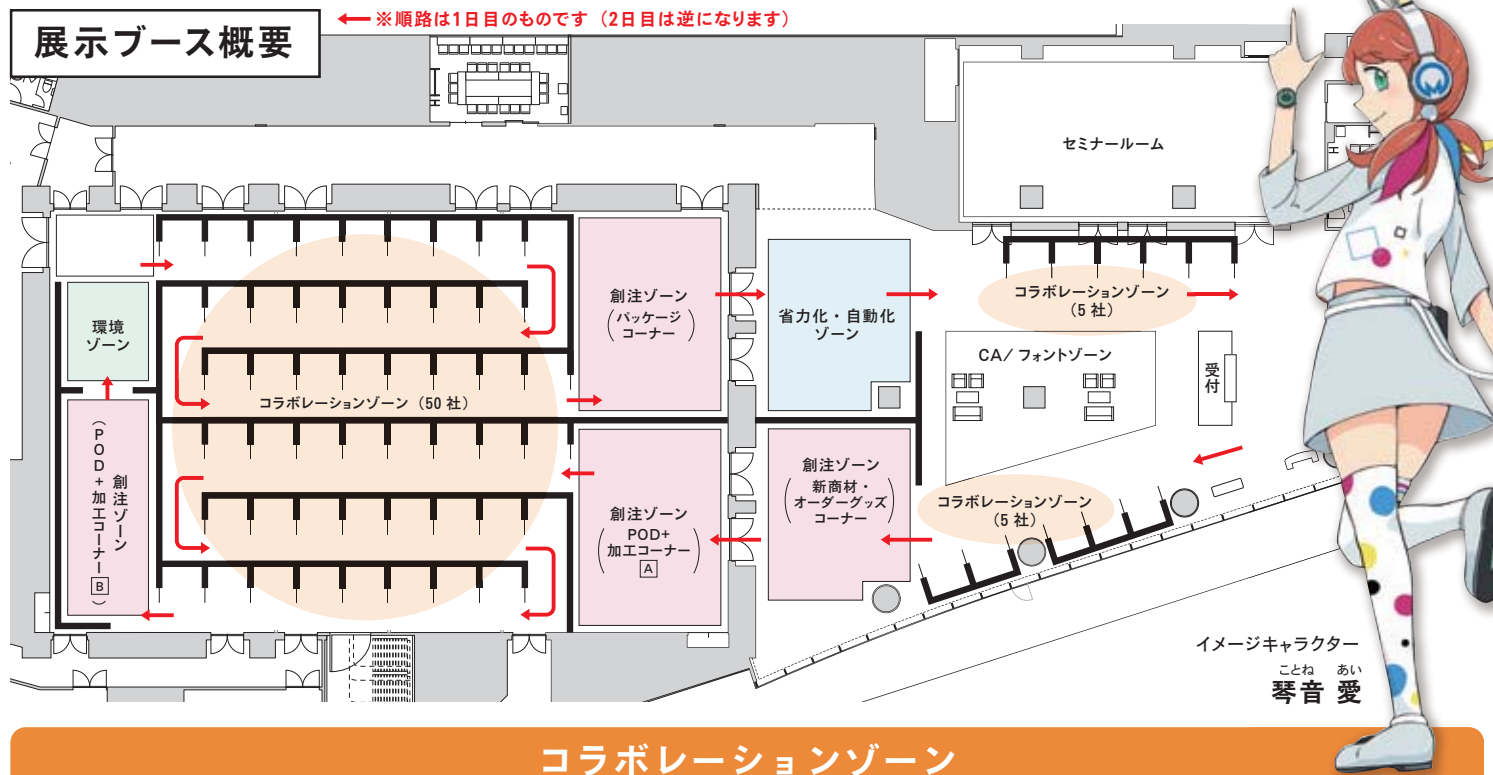 展示ブース概要
※順路は1日目のものです（2日目は逆になります）
セミナールーム
コラボレーションゾーン
（5社）
創注ゾーン
（パッケージ
コーナー）
省力化・自動化
ゾーン
環境
ゾーン
CA/フォントゾーン
受付
コラボレーションゾーン（50社）
創注ゾーン
（POD+加工コーナーB）
創注ゾーン
（POD+
加工コーナー
A）
創注ゾーン
（新商材・
オーダーグッズ
コーナー）
コラボレーションゾーン
（5社）
イメージキャラクター
ことね あい
琴音 愛
コラボレーションゾーン